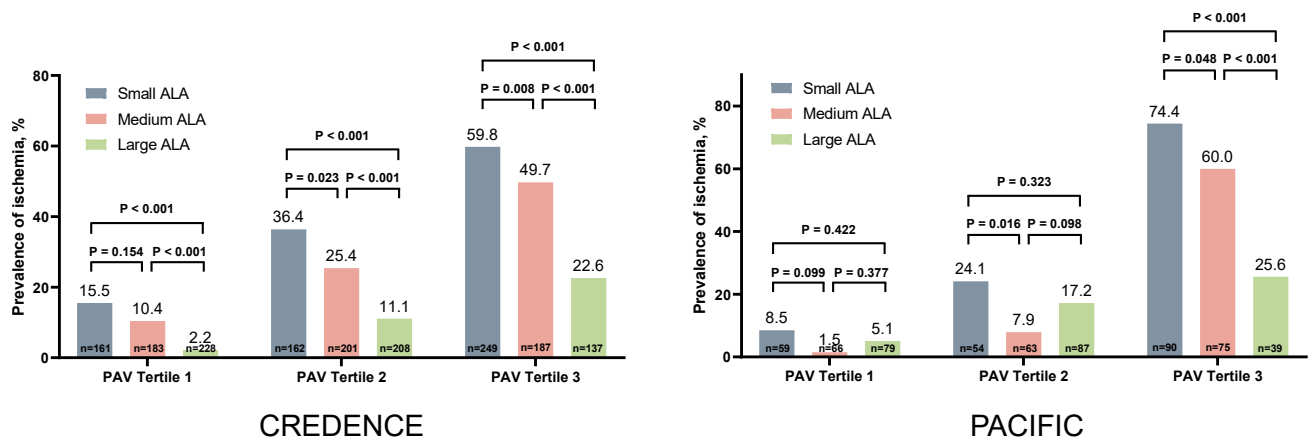 P < 0.001
P = 0.008 P < 0.001
P < 0.001
P = 0.023 P < 0.001
P < 0.001
P = 0.154 P < 0.001
Prevalence of ischemia, %
80
60
40
20
0
Small ALA
Medium ALA
Large ALA
15.5
10.4
2.2
36.4
25.4
11.1
59.8
49.7
22.6
n=161 n=183 n=228
n=162 n=201 n=208
n=249 n=187 n=137
PAV Tertile 1 PAV Tertile 2 PAV Tertile 3
CREDENCE
P < 0.001
P = 0.048 P < 0.001
P = 0.323
P = 0.016 P = 0.098
P = 0.422
P = 0.099 P = 0.377
Prevalence of ischemia, %
80
60
40
20
0
Small ALA
Medium ALA
Large ALA
8.5
1.5
5.1
24.1
7.9
17.2
74.4
60.0
25.6
n=59 n=66 n=79
n=54 n=63 n=87
n=90 n=75 n=39
PAV Tertile 1 PAV Tertile 2 PAV Tertile 3
PACIFIC